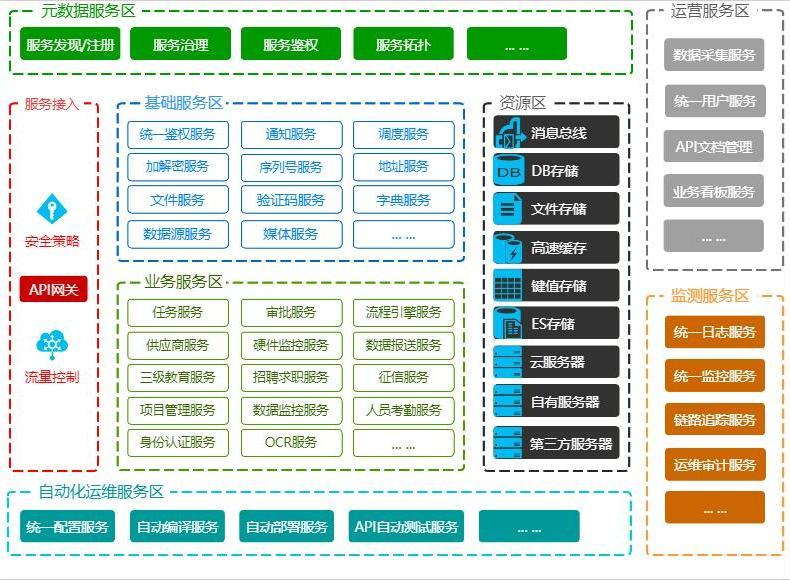 元数据服务区
服务发现/注册
服务治理
服务鉴权
服务拓扑
... ...
服务接入
安全策略
API网关
流量控制
基础服务区
统一鉴权服务
通知服务
调度服务
加解密服务
序列号服务
地址服务
文件服务
验证码服务
字典服务
数据源服务
媒体服务
... ...
业务服务区
任务服务
审批服务
流程引擎服务
供应商服务
硬件监控服务
数据报送服务
三级教育服务
招聘求职服务
征信服务
项目管理服务
数据监控服务
人员考勤服务
身份认证服务
OCR服务
... ...
资源区
消息总线
DB
DB存储
文件存储
高速缓存
键值存储
ES存储
云服务器
自有服务器
第三方服务器
运营服务区
数据采集服务
统一用户服务
API文档管理
业务看板服务
... ...
监测服务区
统一日志服务
统一监控服务
链路追踪服务
运维审计服务
... ...
自动化运维服务区
统一配置服务
自动编译服务
自动部署服务
API自动测试服务
... ...